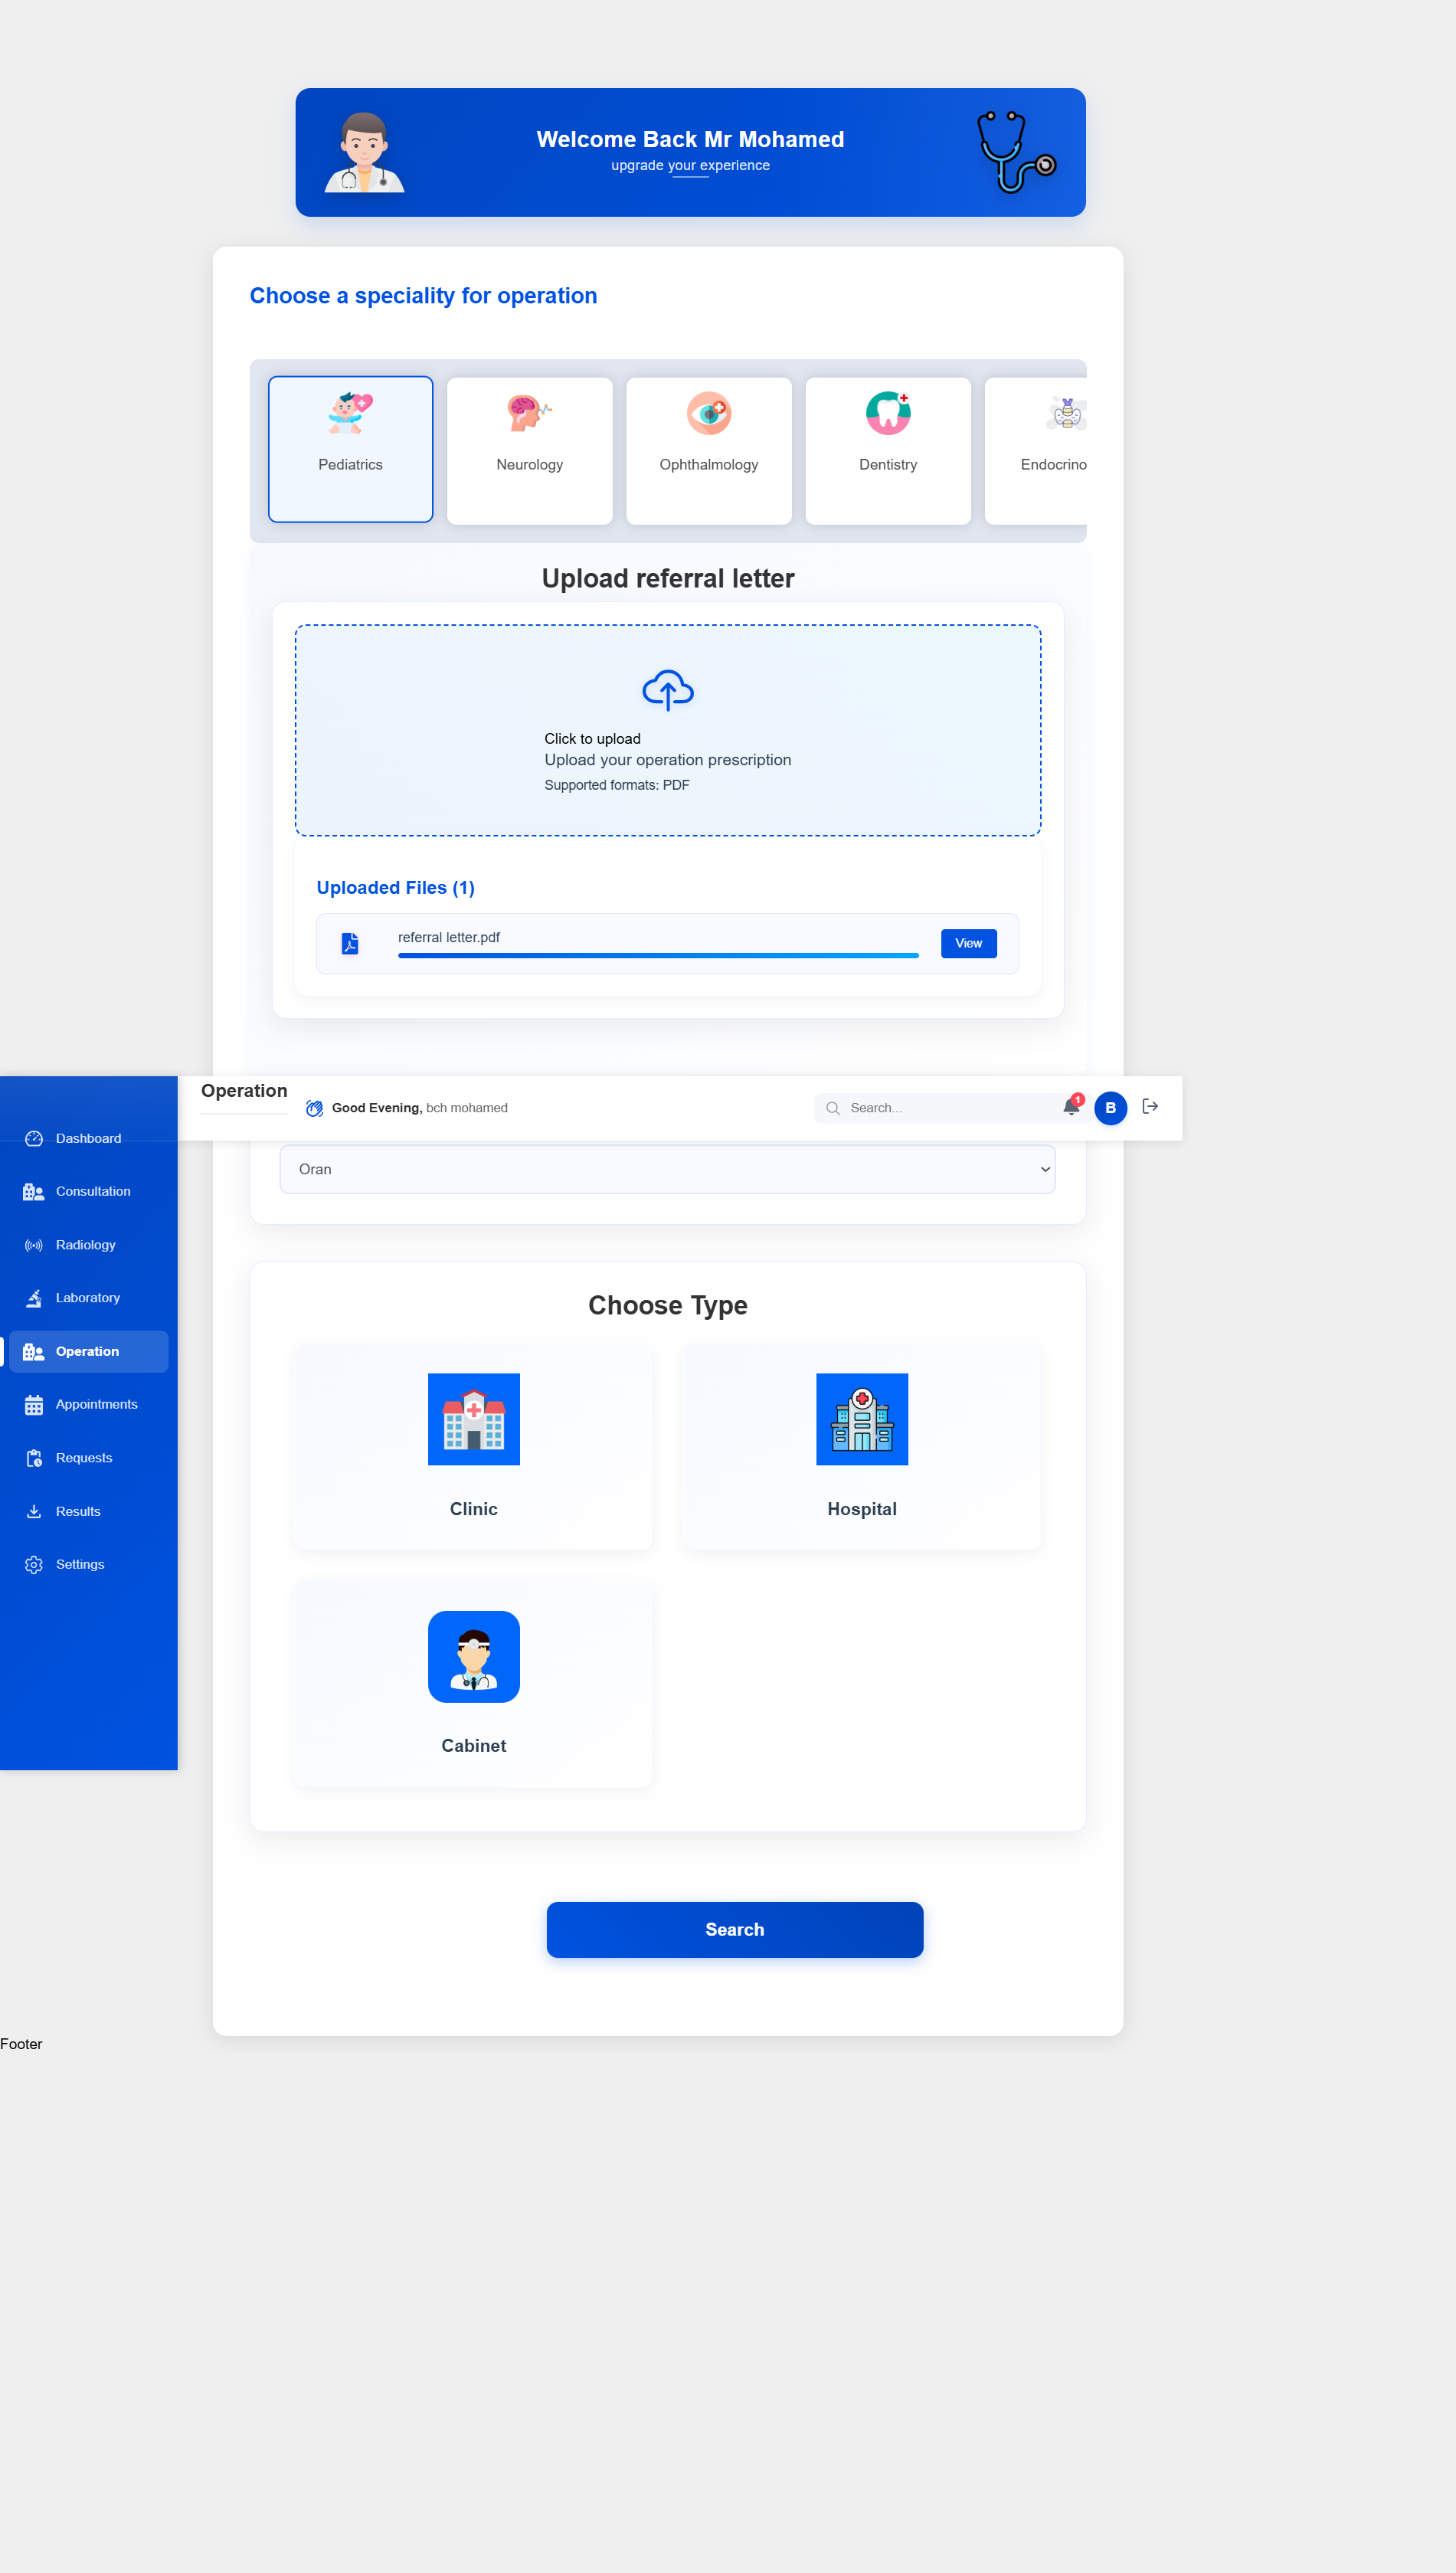 Welcome Back Mr Mohamed
upgrade your experience
Choose a speciality for operation
Pediatrics
Neurology
Ophthalmology
Dentistry
Endocrino
Upload referral letter
Click to upload
Upload your operation prescription
Supported formats: PDF
Uploaded Files (1)
referral letter.pdf
View
Operation
Good Evening, bch mohamed
Search...
1
B
Dashboard
Consultation
Radiology
Laboratory
Operation
Appointments
Requests
Results
Settings
Oran
Choose Type
Clinic
Hospital
Cabinet
Search
Footer